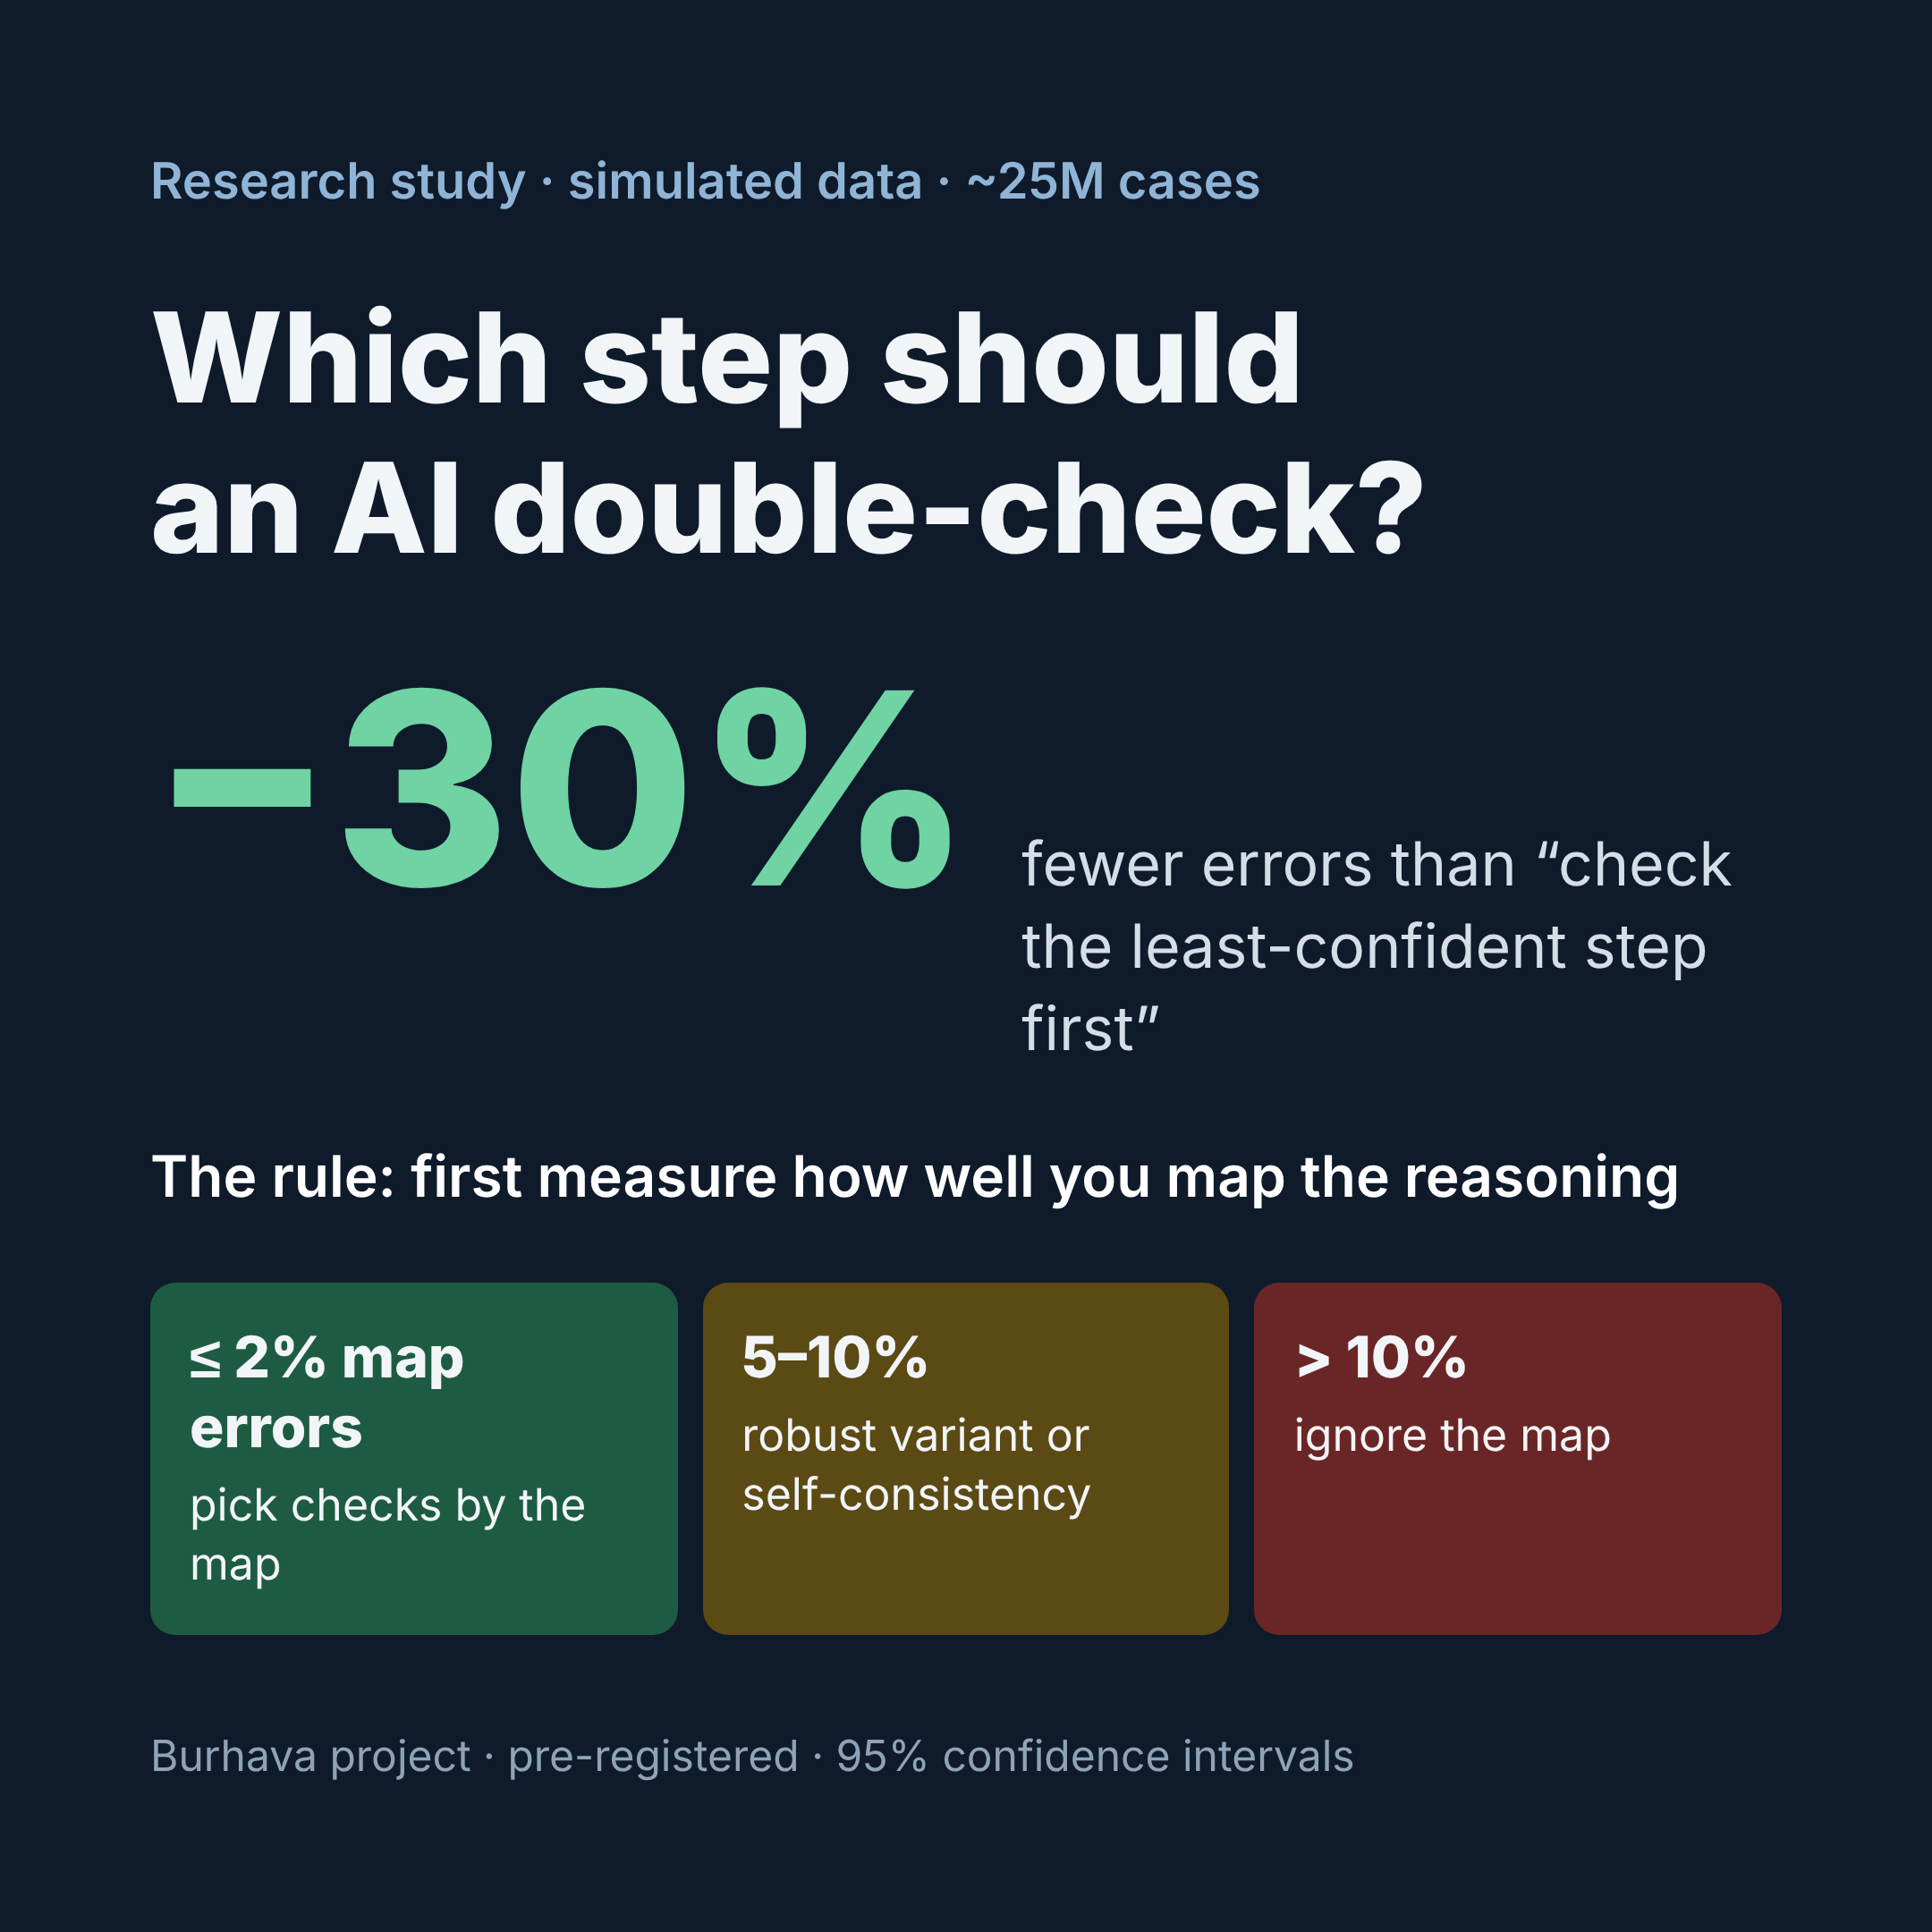 Research study · simulated data · ~25M cases
Which step should
an AI double-check?
−30%
fewer errors than “check
the least-confident step
first”
The rule: first measure how well you map the reasoning
≤ 2% map
errors
pick checks by the
map
5–10%
robust variant or
self-consistency
> 10%
ignore the map
Burhava project · pre-registered · 95% confidence intervals